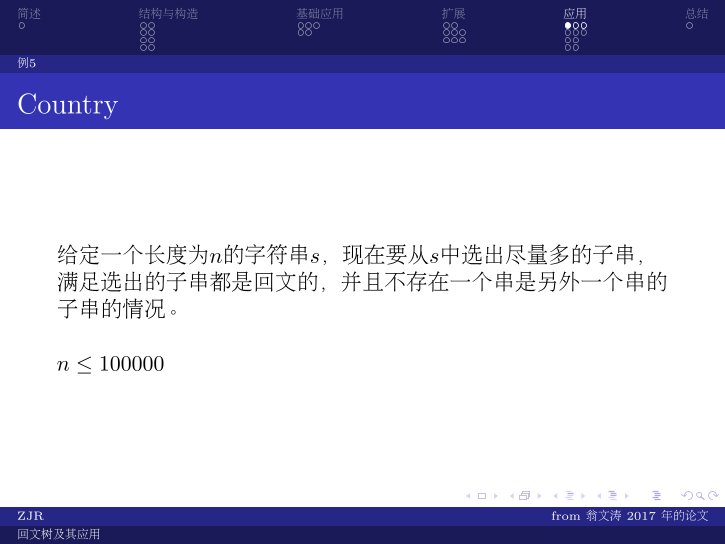 简述 结构与构造 基础应用 扩展 应用 总结
例5
Country
给定一个长度为n的字符串s，现在要从s中选出尽量多的子串，
满足选出的子串都是回文的，并且不存在一个串是另外一个串的
子串的情况。
n ≤ 100000
ZJR from 翁文涛 2017 年的论文
回文树及其应用